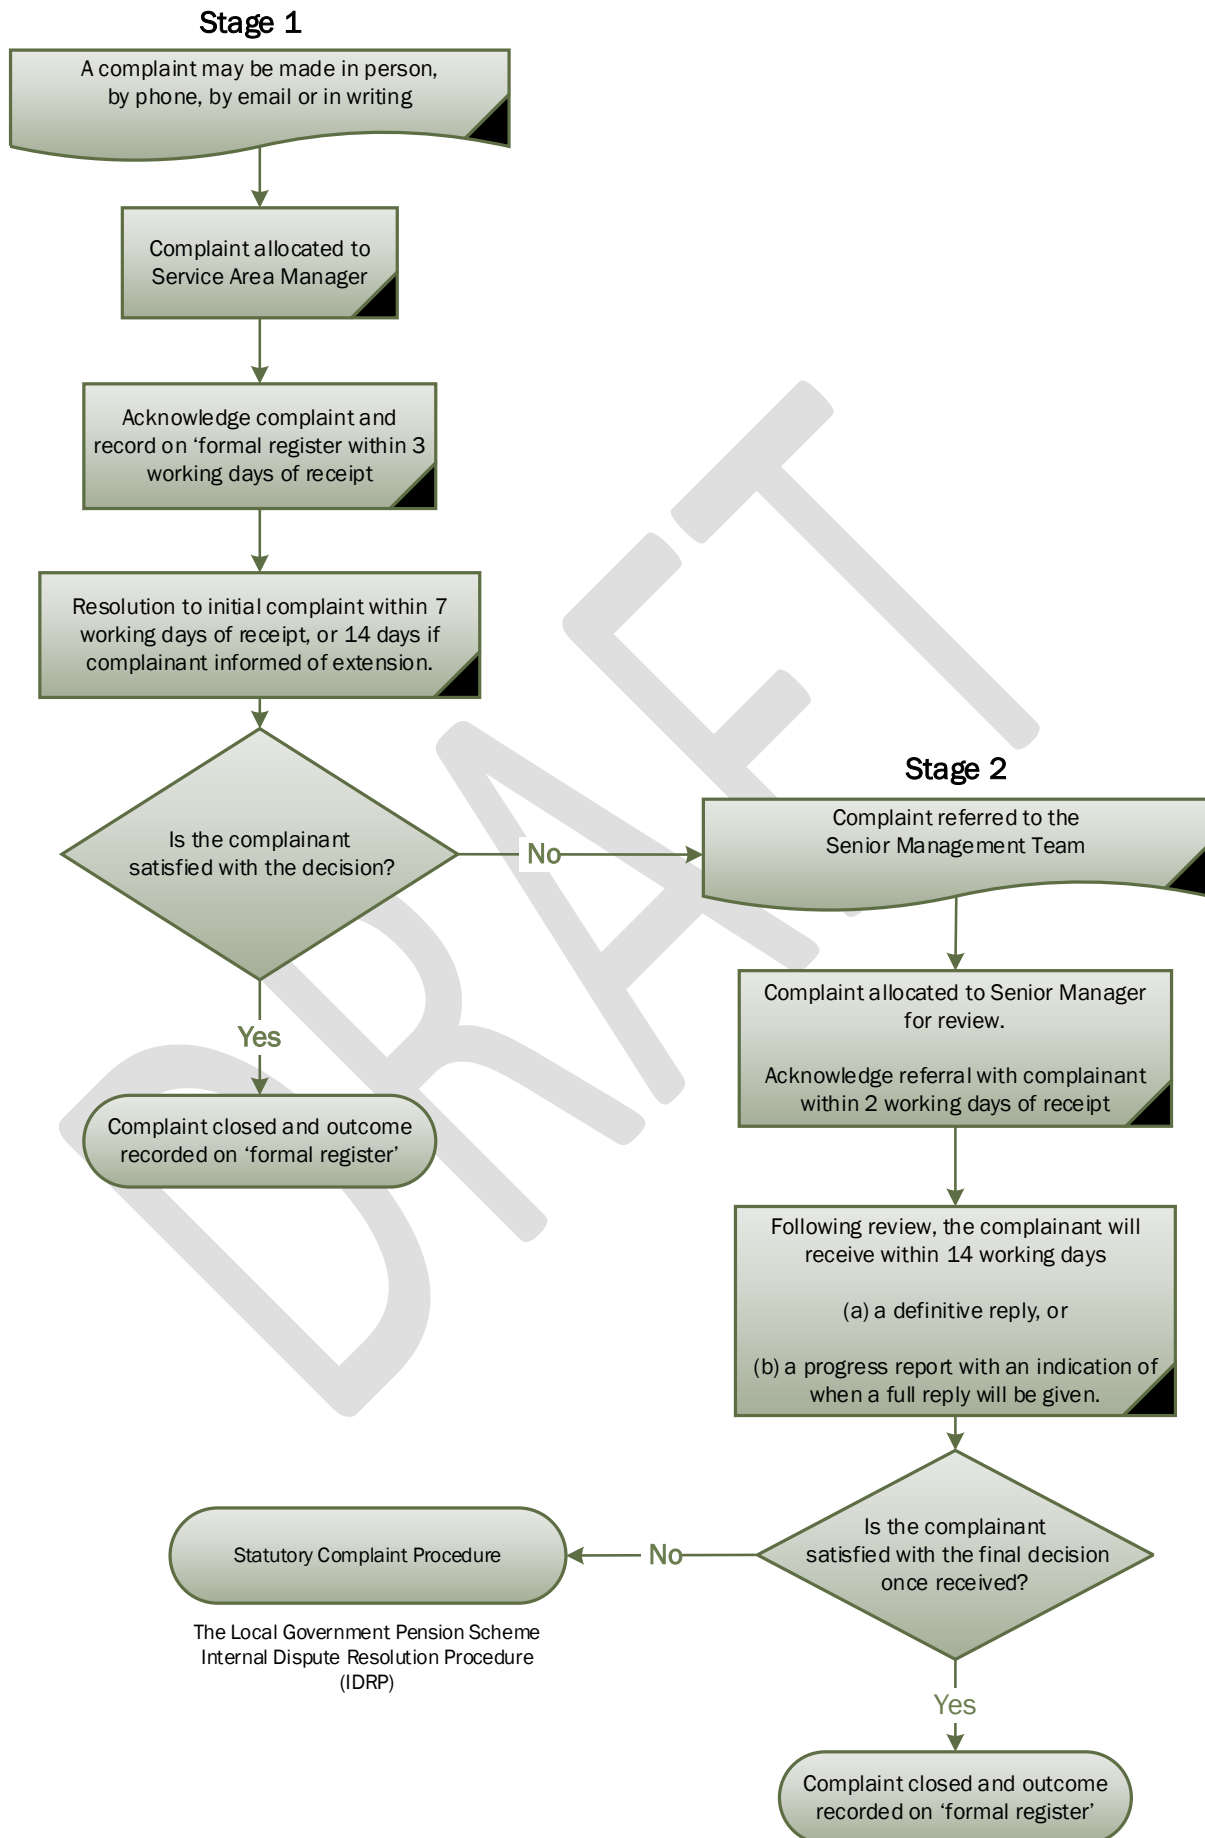 Stage 1
A complaint may be made in person,
by phone, by email or in writing
Complaint allocated to
Service Area Manager
Acknowledge complaint and
record on ‘formal register within 3
working days of receipt
Resolution to initial complaint within 7
working days of receipt, or 14 days if
complainant informed of extension.
Is the complainant
satisfied with the decision?
No
Yes
Complaint closed and outcome
recorded on ‘formal register’
Stage 2
Complaint referred to the
Senior Management Team
Complaint allocated to Senior Manager
for review.
Acknowledge referral with complainant
within 2 working days of receipt
Following review, the complainant will
receive within 14 working days
(a) a definitive reply, or
(b) a progress report with an indication of
when a full reply will be given.
Is the complainant
satisfied with the final decision
once received?
No
Statutory Complaint Procedure
The Local Government Pension Scheme
Internal Dispute Resolution Procedure
(IDRP)
Yes
Complaint closed and outcome
recorded on ‘formal register’
DRAFT